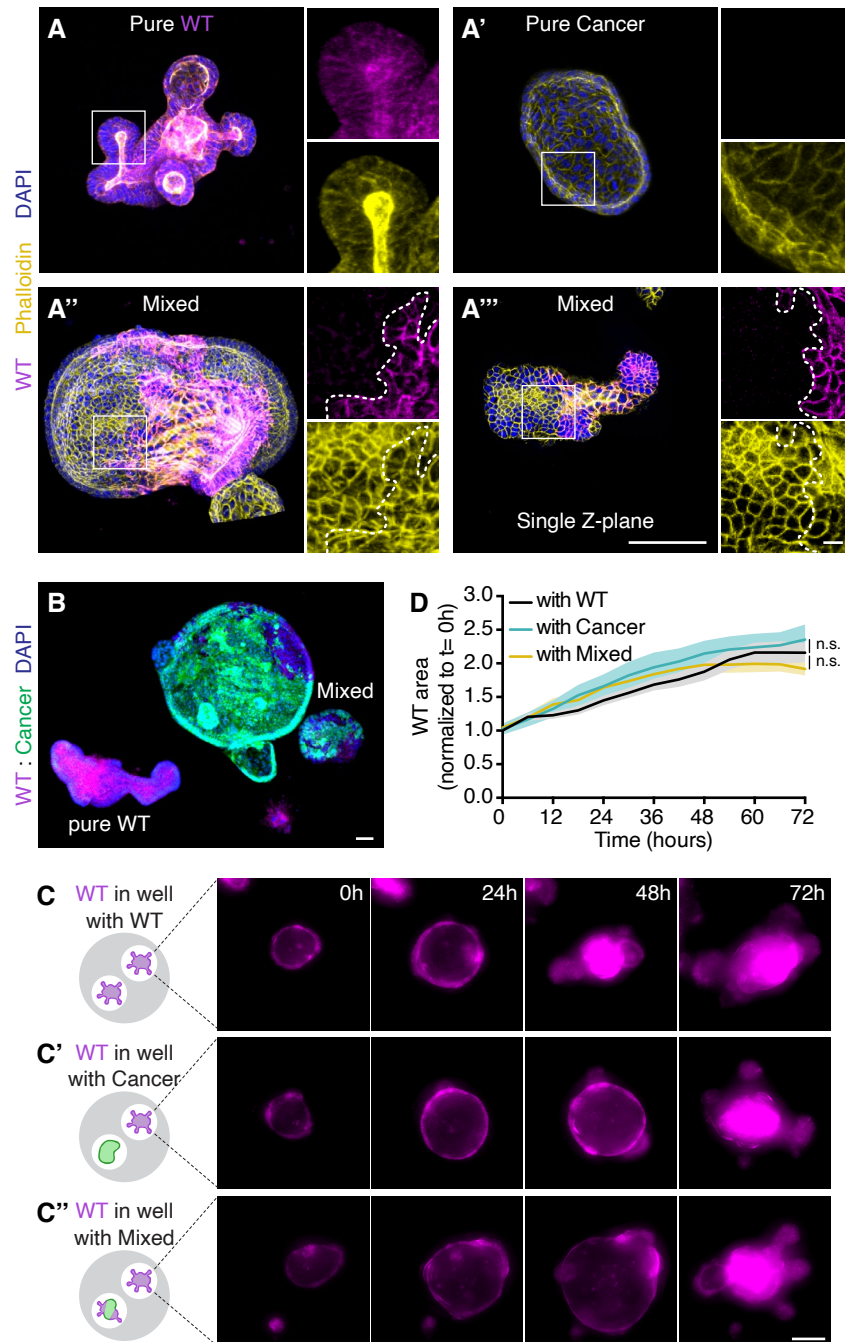 A
Pure WT
A'
Pure Cancer
WT Phalloidin DAPI
A''
Mixed
A'''
Mixed
Single Z-plane
B
WT : Cancer DAPI
Mixed
pure WT
D
WT area
(normalized to t= 0h)
3.0
2.5
2.0
1.5
1.0
0.5
0.0
with WT
with Cancer
with Mixed
n.s.
n.s.
0 12 24 36 48 60 72
Time (hours)
C
WT in well
with WT
0h
24h
48h
72h
C'
WT in well
with Cancer
C''
WT in well
with Mixed